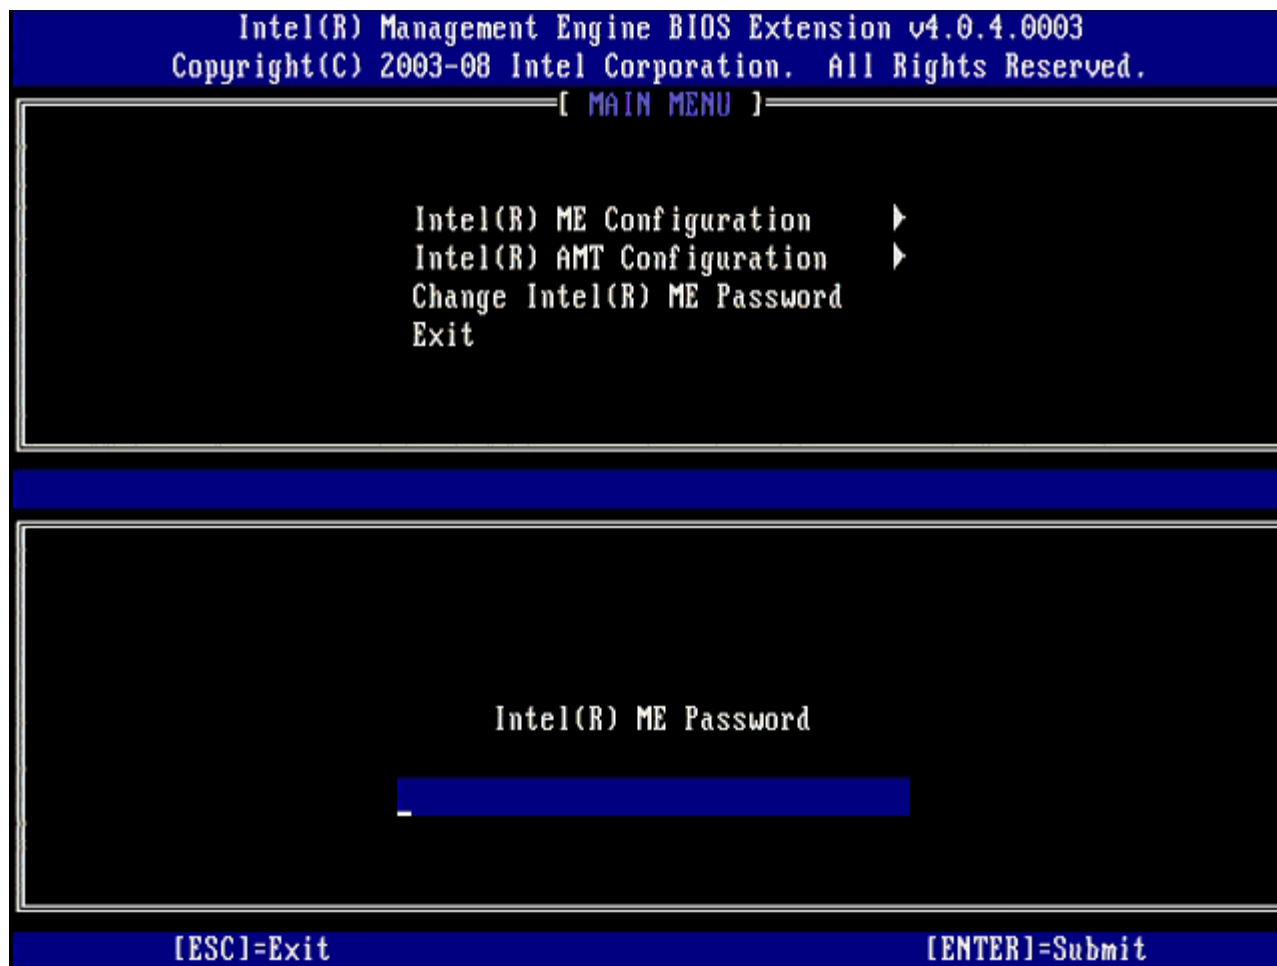 Intel(R) Management Engine BIOS Extension v4.0.4.0003
Copyright(C) 2003-08 Intel Corporation. All Rights Reserved.
[ MAIN MENU ]
Intel(R) ME Configuration
Intel(R) AMT Configuration
Change Intel(R) ME Password
Exit
Intel(R) ME Password
[ESC]=Exit [ENTER]=Submit